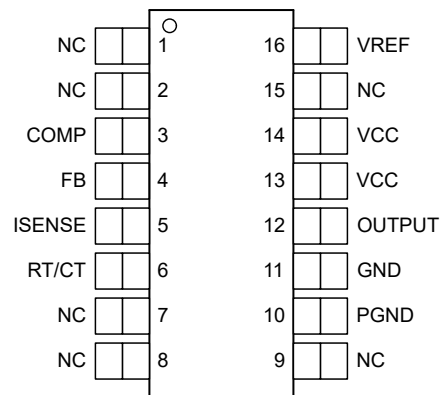 NC 1 16 VREF
NC 2 15 NC
COMP 3 14 VCC
FB 4 13 VCC
ISENSE 5 12 OUTPUT
RT/CT 6 11 GND
NC 7 10 PGND
NC 8 9 NC